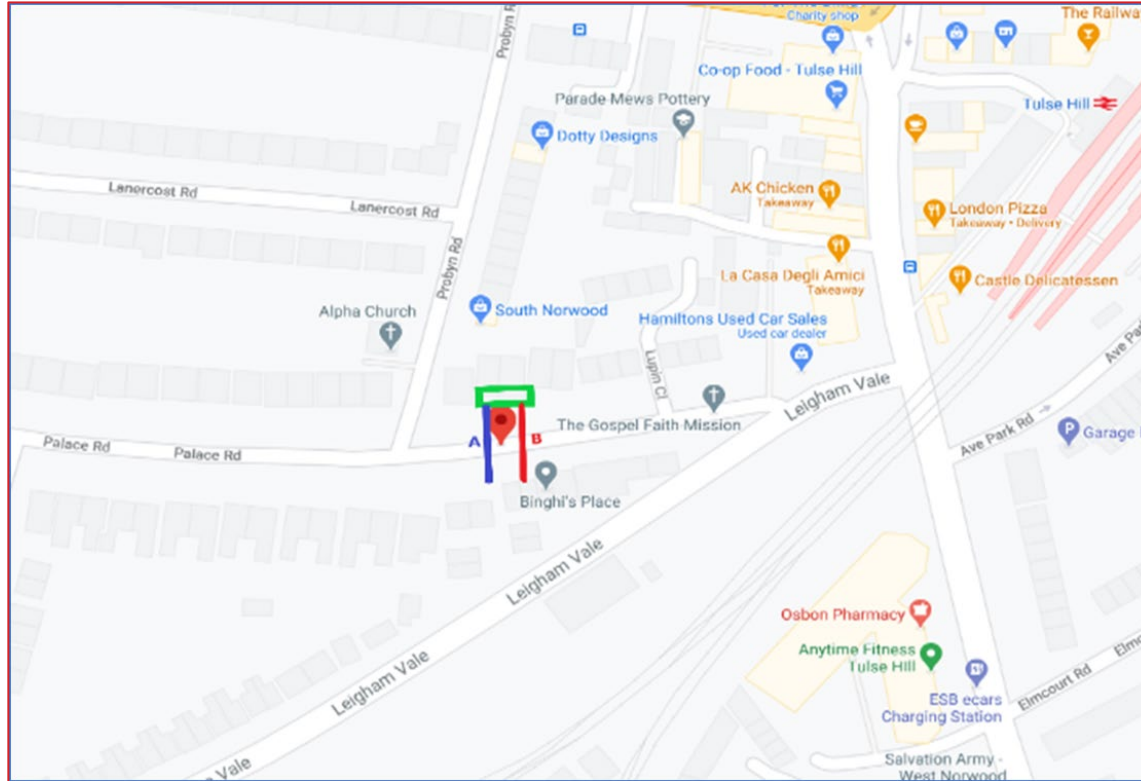 Charity shop
The Railway
Probyn R
Co-op Food - Tulse Hill
Parade Mews Pottery
Tulse Hill
Dotty Designs
AK Chicken
Takeaway
Lanercost Rd
Lanercost Rd
London Pizza
Takeaway • Delivery
Probyn Rd
La Casa Degli Amici
Takeaway
Castle Delicatessen
Alpha Church
South Norwood
Hamiltons Used Car Sales
Used car dealer
Ave Pa
Lupin Cl
Leigham Vale
The Gospel Faith Mission
A
B
Palace Rd
Palace Rd
Ave Park Rd
P
Garage
Binghi's Place
Leigham Vale
Osbon Pharmacy
Anytime Fitness
Tulse Hill
Leigham Vale
ESB ecars
Charging Station
Elmcourt Rd
Elmo
Salvation Army -
West Norwood
Vale